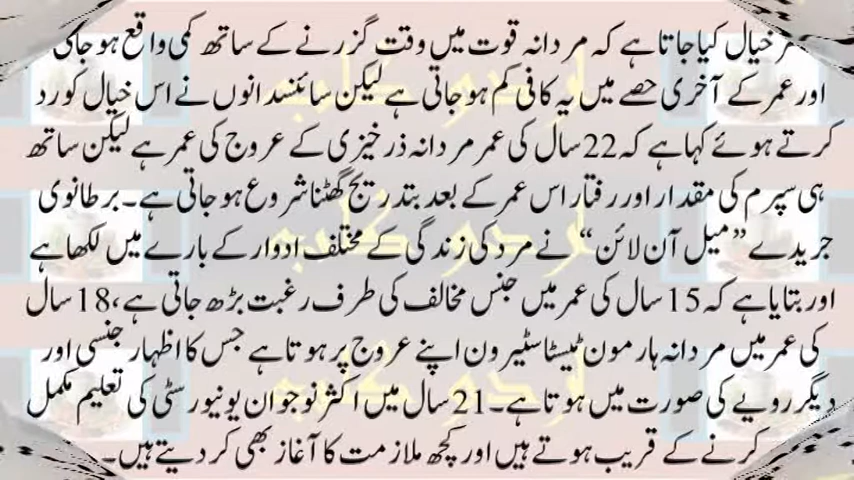 خیال کیا جاتا ہے کہ مردانہ قوت میں وقت گزرنے کے ساتھ کمی واقع ہو جاتی
اور عمر کے آخری حصے میں یہ کافی کم ہو جاتی ہے لیکن سائنسدانوں نے اس خیال کو رد
کرتے ہوئے کہا ہے کہ 22 سال کی عمر مردانہ ذرخیزی کے عروج کی عمر ہے لیکن ساتھ
ہی سپرم کی مقدار اور رفتار اس عمر کے بعد بتدریج گھٹنا شروع ہو جاتی ہے۔ برطانوی
جریدے ”میل آن لائن“ نے مرد کی زندگی کے مختلف ادوار کے بارے میں لکھا ہے
اور بتایا ہے کہ 15 سال کی عمر میں جنس مخالف کی طرف رغبت بڑھ جاتی ہے، 18 سال
کی عمر میں مردانہ ہارمون ٹیسٹاسٹیرون اپنے عروج پر ہوتا ہے جس کا اظہار جنسی اور
دیگر رویے کی صورت میں ہوتا ہے۔ 21 سال میں اکثر نوجوان یونیورسٹی کی تعلیم مکمل
کرنے کے قریب ہوتے ہیں اور کچھ ملازمت کا آغاز بھی کر دیتے ہیں۔